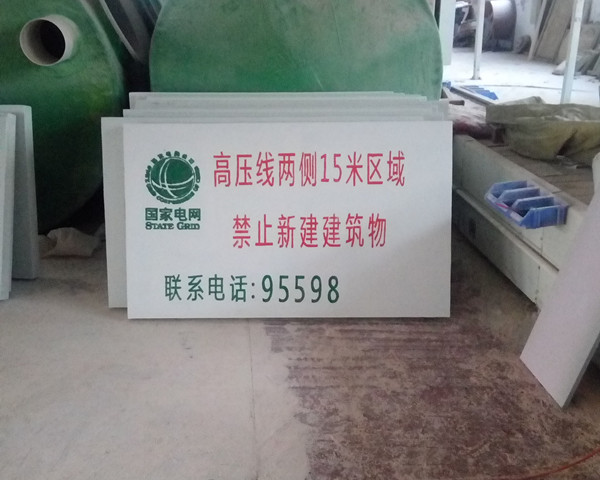 高压线两侧15米区域
禁止新建建筑物
国家电网
STATE GRID
联系电话:95598